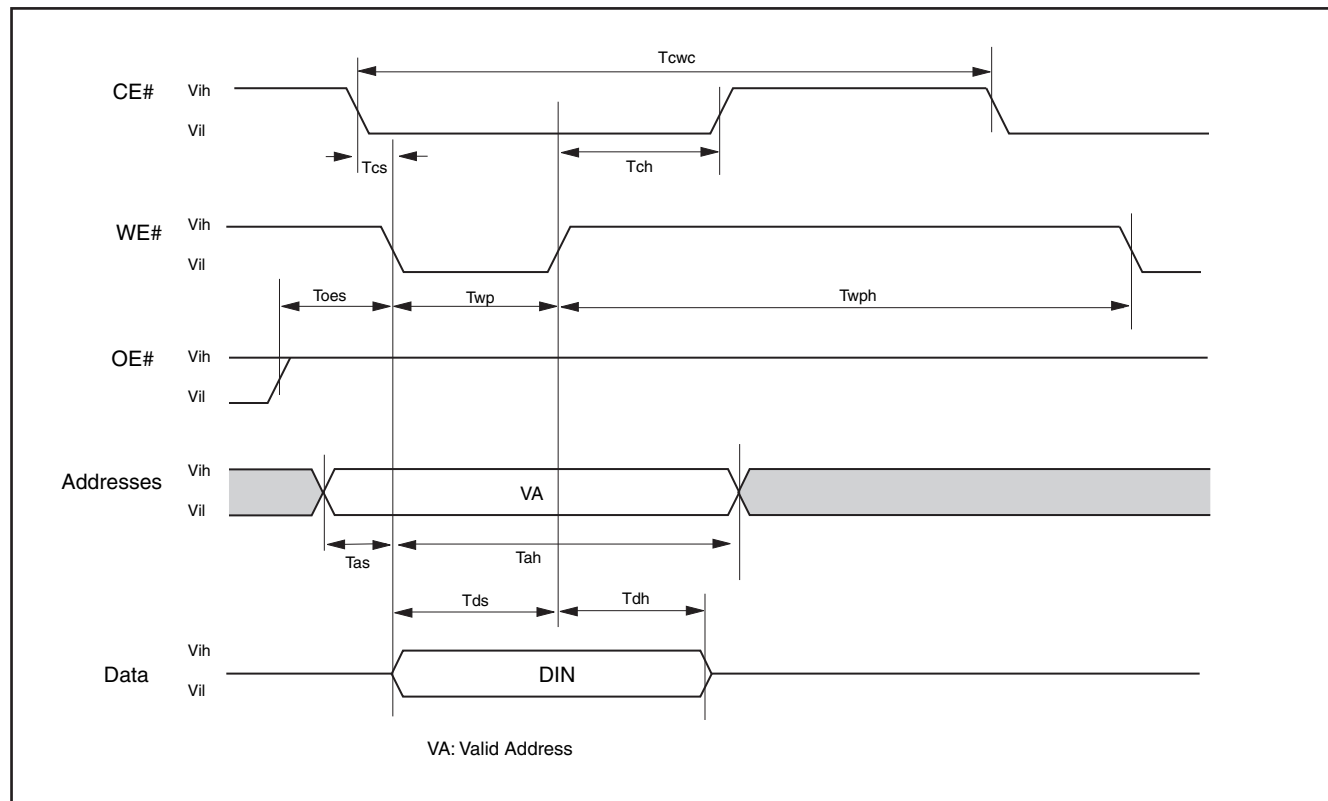 Tcwc
CE# Vih
Vil
Tcs Tch
WE# Vih
Vil
Toes Twp Twph
OE# Vih
Vil
Addresses Vih
VA
Vil
Tas Tah
Tds Tdh
Data Vih
DIN
Vil
VA: Valid Address